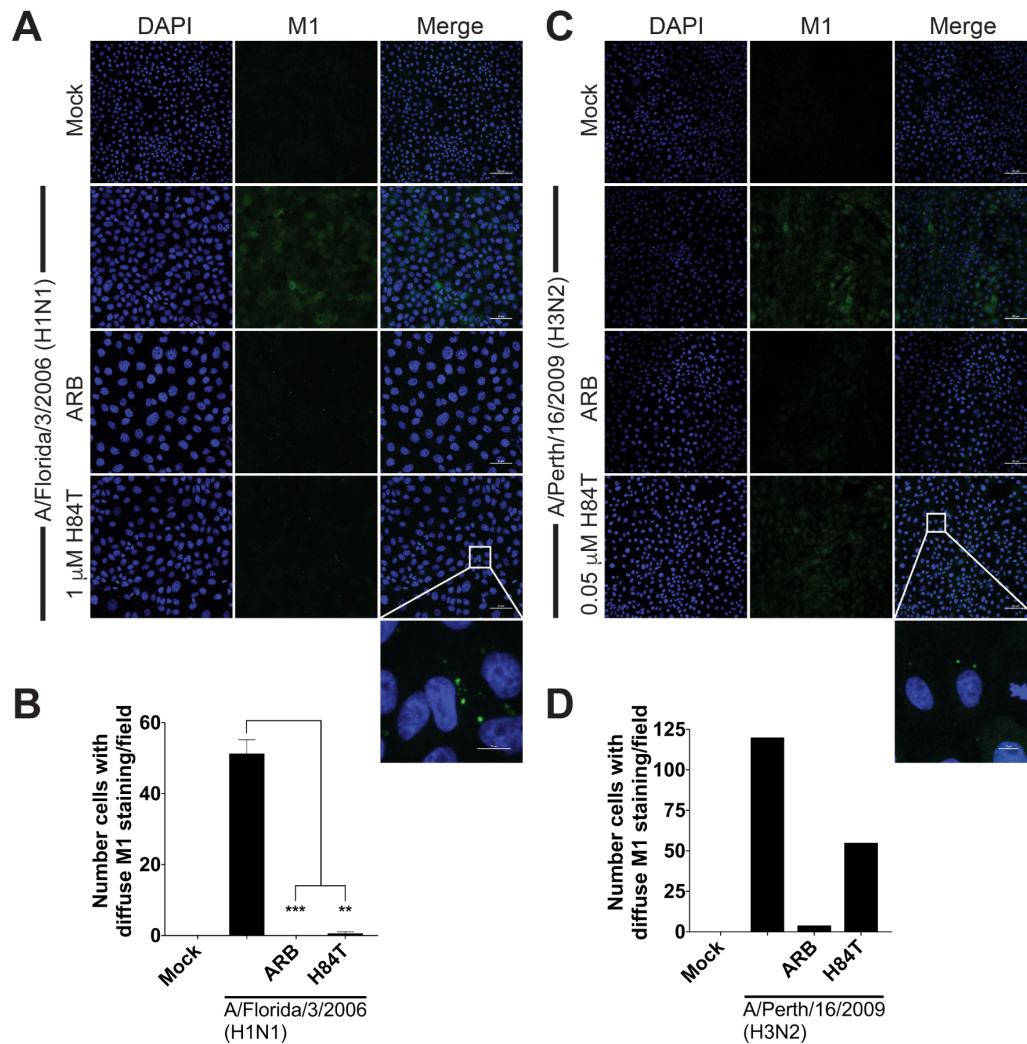 A
DAPI
M1
Merge
Mock
A/Florida/3/2006 (H1N1)
ARB
1 μM H84T
B
Number cells with
diffuse M1 staining/field
60
40
20
0
***
**
Mock
ARB
H84T
A/Florida/3/2006
(H1N1)
C
DAPI
M1
Merge
Mock
A/Perth/16/2009 (H3N2)
ARB
0.05 μM H84T
D
Number cells with
diffuse M1 staining/field
125
100
75
50
25
0
Mock
ARB
H84T
A/Perth/16/2009
(H3N2)